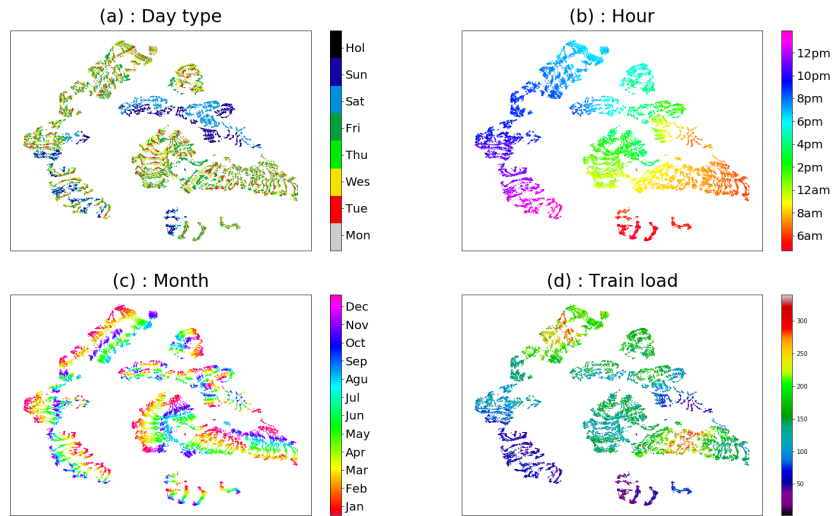 (a) : Day type
Hol
Sun
Sat
Fri
Thu
Wes
Tue
Mon
(b) : Hour
12pm
10pm
8pm
6pm
4pm
2pm
12am
8am
6am
(c) : Month
Dec
Nov
Oct
Sep
Agu
Jul
Jun
May
Apr
Mar
Feb
Jan
(d) : Train load
300
250
200
150
100
50